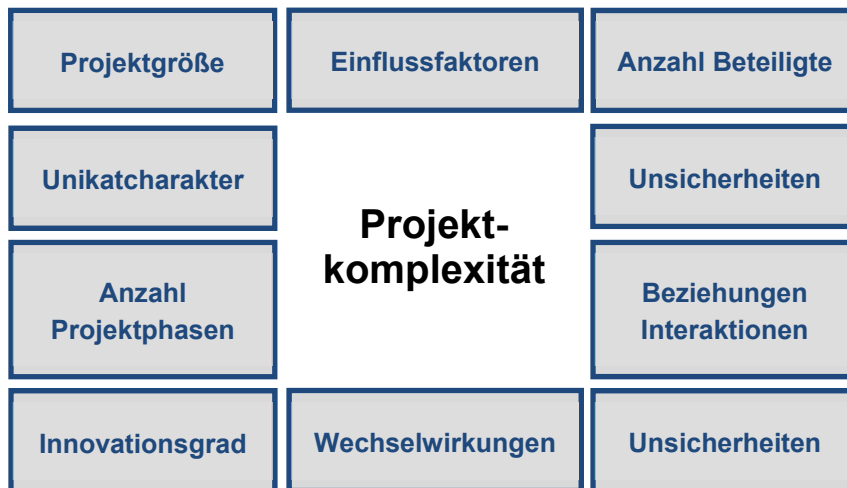 Projektgröße
Einflussfaktoren
Anzahl Beteiligte
Unikatcharakter
Projekt-
komplexität
Unsicherheiten
Anzahl
Projektphasen
Beziehungen
Interaktionen
Innovationsgrad
Wechselwirkungen
Unsicherheiten